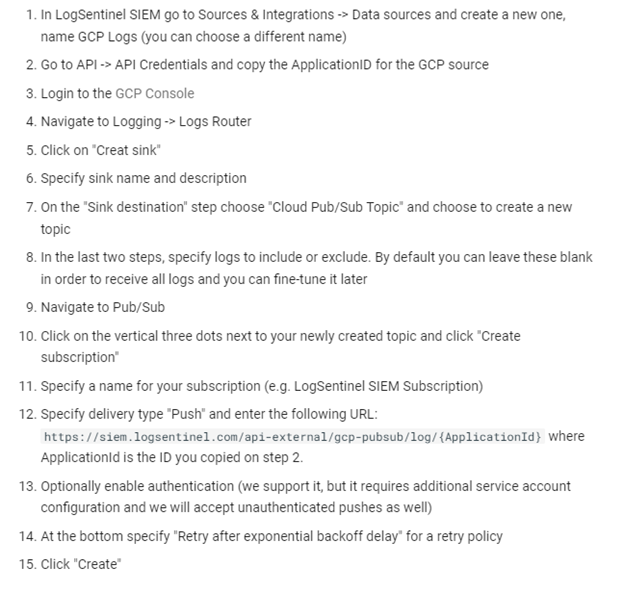 1. In LogSentinel SIEM go to Sources & Integrations -> Data sources and create a new one,
name GCP Logs (you can choose a different name)
2. Go to API -> API Credentials and copy the ApplicationID for the GCP source
3. Login to the GCP Console
4. Navigate to Logging -> Logs Router
5. Click on "Creat sink"
6. Specify sink name and description
7. On the "Sink destination" step choose "Cloud Pub/Sub Topic" and choose to create a new
topic
8. In the last two steps, specify logs to include or exclude. By default you can leave these blank
in order to receive all logs and you can fine-tune it later
9. Navigate to Pub/Sub
10. Click on the vertical three dots next to your newly created topic and click "Create
subscription"
11. Specify a name for your subscription (e.g. LogSentinel SIEM Subscription)
12. Specify delivery type "Push" and enter the following URL:
https://siem.logsentinel.com/api-external/gcp-pubsub/log/{ApplicationId} where
ApplicationId is the ID you copied on step 2.
13. Optionally enable authentication (we support it, but it requires additional service account
configuration and we will accept unauthenticated pushes as well)
14. At the bottom specify "Retry after exponential backoff delay" for a retry policy
15. Click "Create"